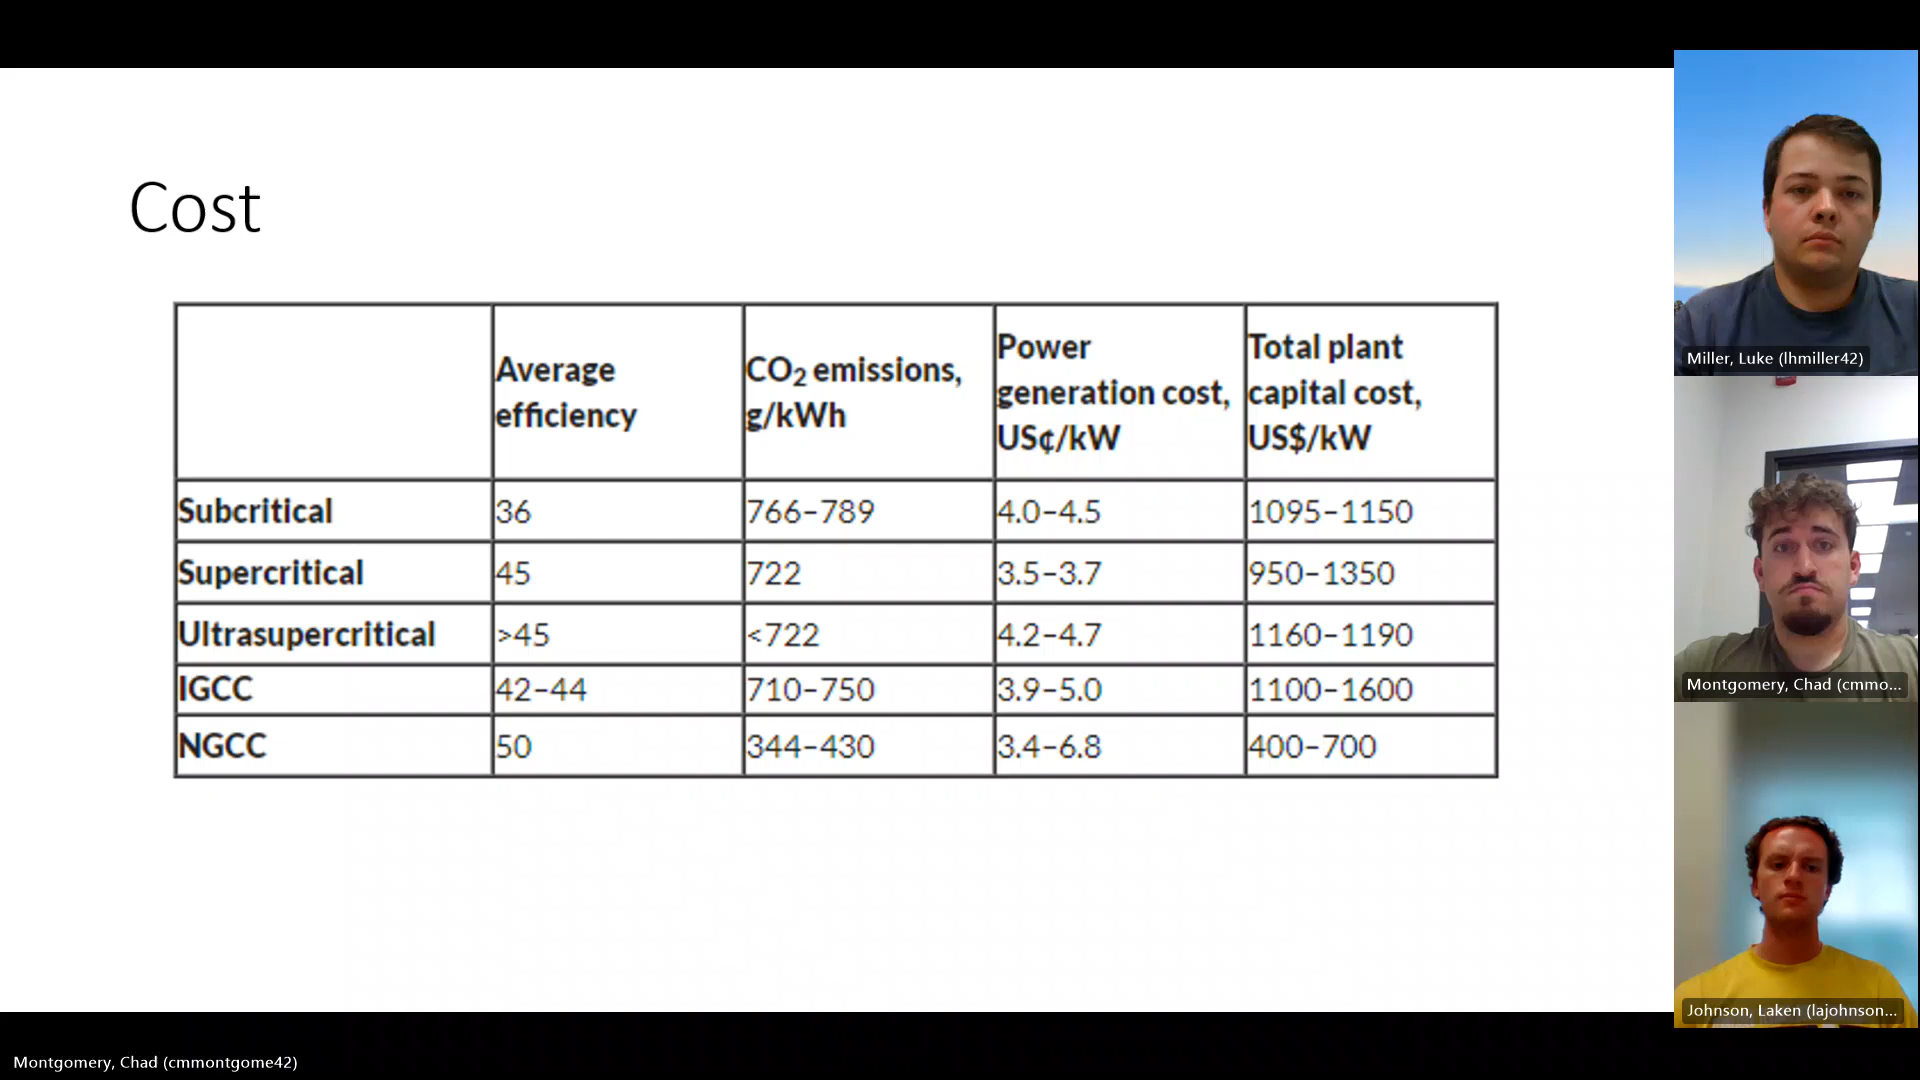 Cost
Average
efficiency
CO2 emissions,
g/kWh
Power
generation cost,
US¢/kW
Total plant
capital cost,
US$/kW
Subcritical 36 766–789 4.0–4.5 1095–1150
Supercritical 45 722 3.5–3.7 950–1350
Ultrasupercritical >45 <722 4.2–4.7 1160–1190
IGCC 42–44 710–750 3.9–5.0 1100–1600
NGCC 50 344–430 3.4–6.8 400–700
Miller, Luke (lhmiller42)
Montgomery, Chad (cmmo...
Johnson, Laken (lajohnson...
Montgomery, Chad (cmmontgome42)